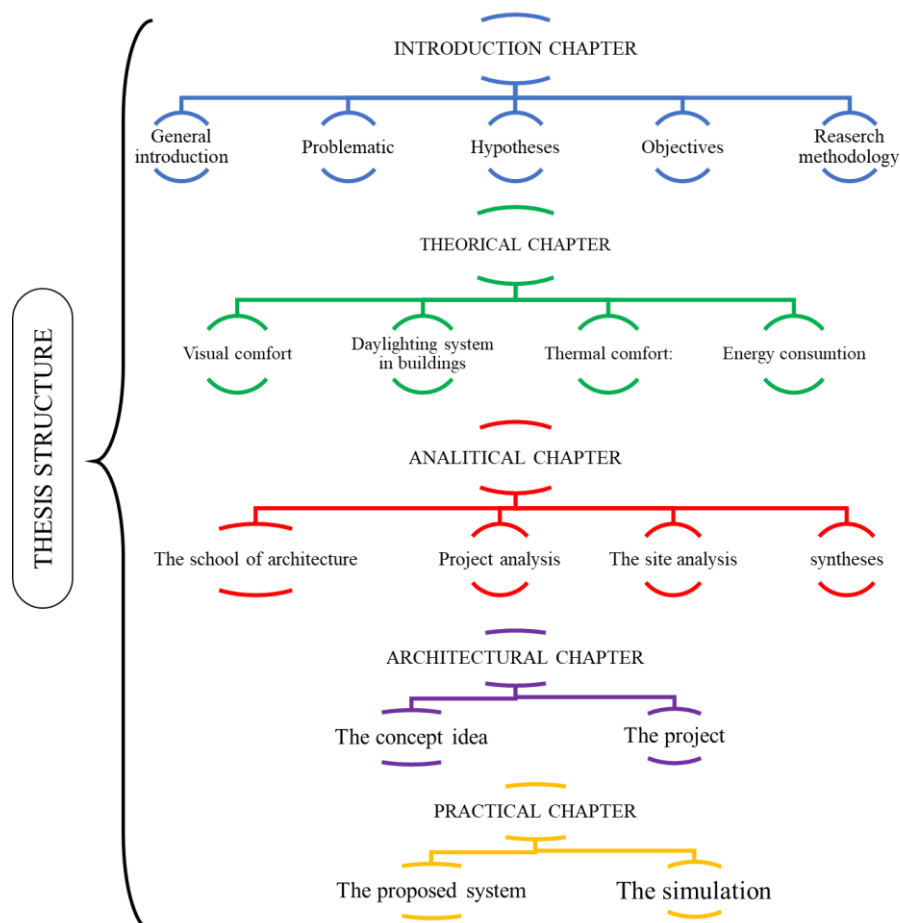 THESIS STRUCTURE
INTRODUCTION CHAPTER
General
introduction
Problematic
Hypotheses
Objectives
Reaserch
methodology
THEORICAL CHAPTER
Visual comfort
Daylighting system
in buildings
Thermal comfort:
Energy consumtion
ANALITICAL CHAPTER
The school of architecture
Project analysis
The site analysis
syntheses
ARCHITECTURAL CHAPTER
The concept idea
The project
PRACTICAL CHAPTER
The proposed system
The simulation